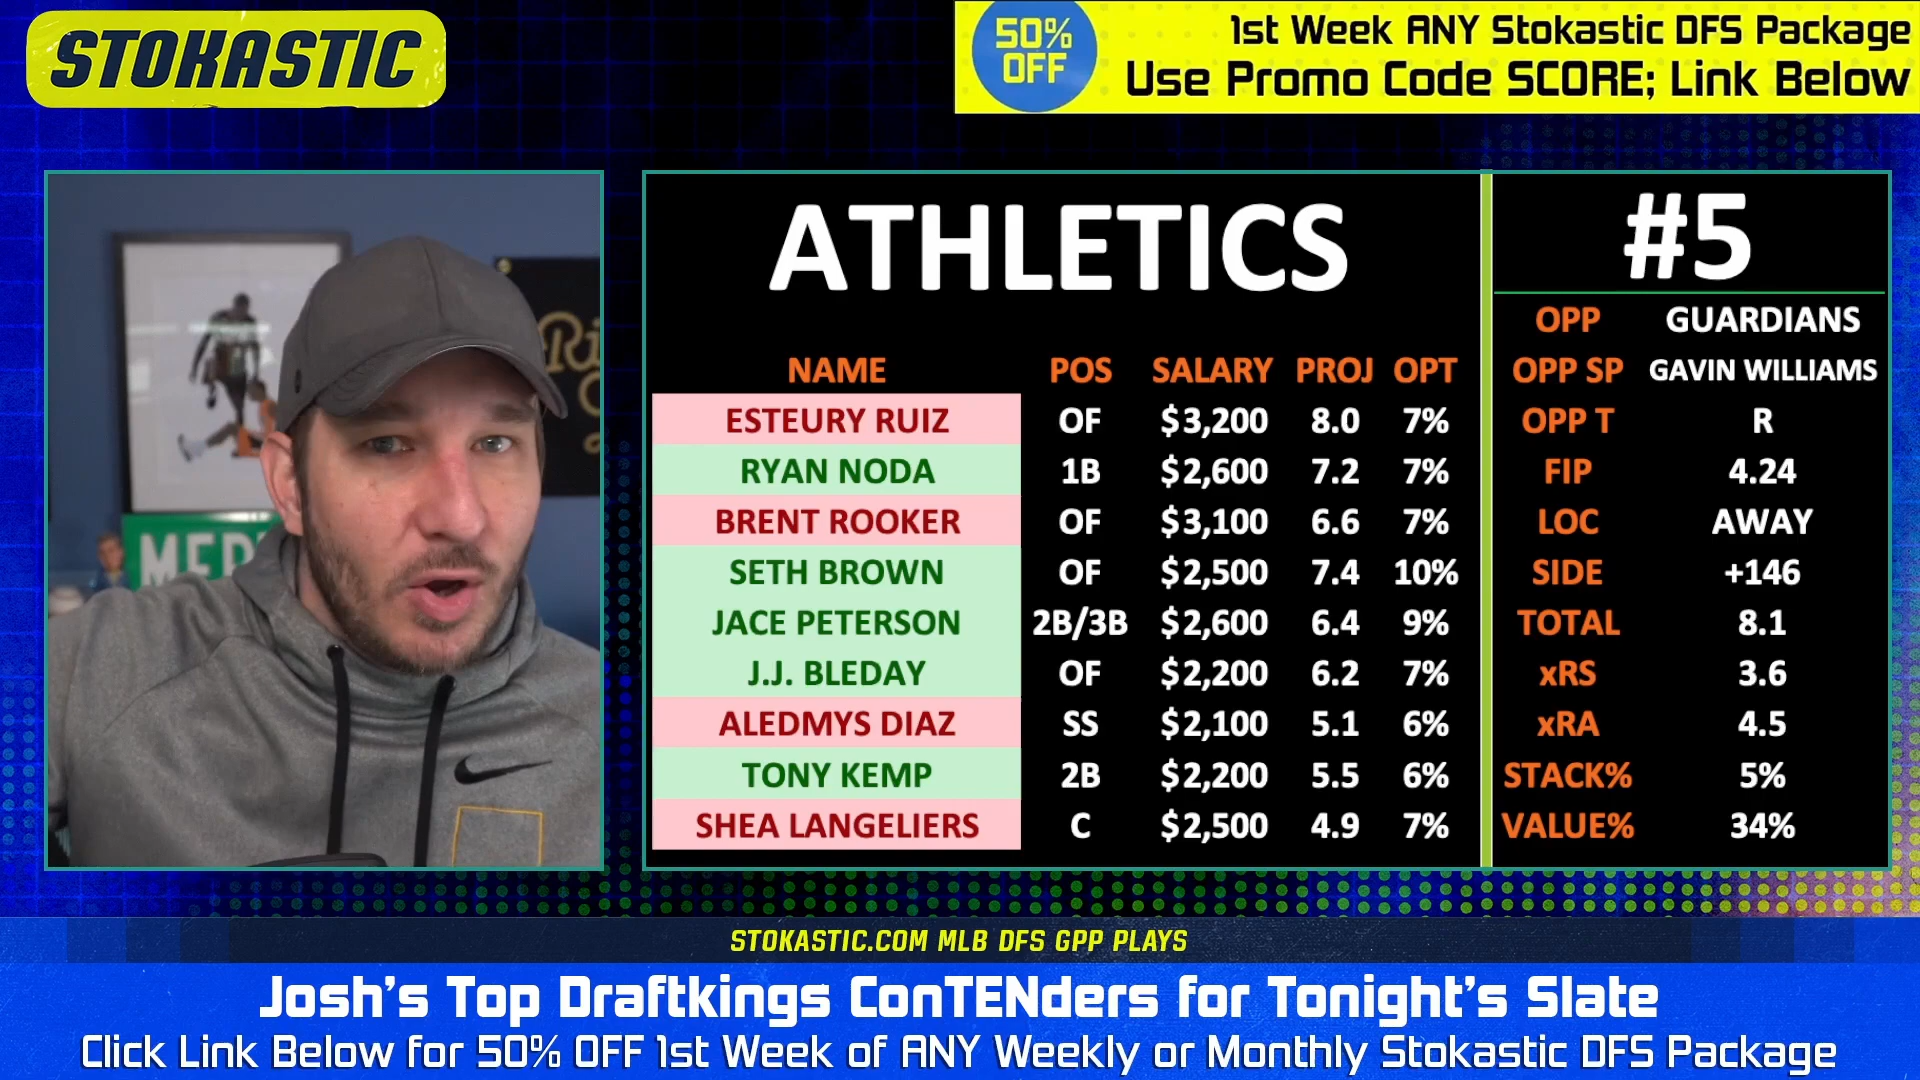 STOKASTIC
50%
OFF
1st Week ANY Stokastic DFS Package
Use Promo Code SCORE; Link Below
ATHLETICS
NAME POS SALARY PROJ OPT
ESTEURY RUIZ OF $3,200 8.0 7%
RYAN NODA 1B $2,600 7.2 7%
BRENT ROOKER OF $3,100 6.6 7%
SETH BROWN OF $2,500 7.4 10%
JACE PETERSON 2B/3B $2,600 6.4 9%
J.J. BLEDAY OF $2,200 6.2 7%
ALEDMYS DIAZ SS $2,100 5.1 6%
TONY KEMP 2B $2,200 5.5 6%
SHEA LANGELIERS C $2,500 4.9 7%
#5
OPP GUARDIANS
OPP SP GAVIN WILLIAMS
OPP T R
FIP 4.24
LOC AWAY
SIDE +146
TOTAL 8.1
xRS 3.6
xRA 4.5
STACK% 5%
VALUE% 34%
STOKASTIC.COM MLB DFS GPP PLAYS
Josh's Top Draftkings ConTENders for Tonight's Slate
Click Link Below for 50% OFF 1st Week of ANY Weekly or Monthly Stokastic DFS Package